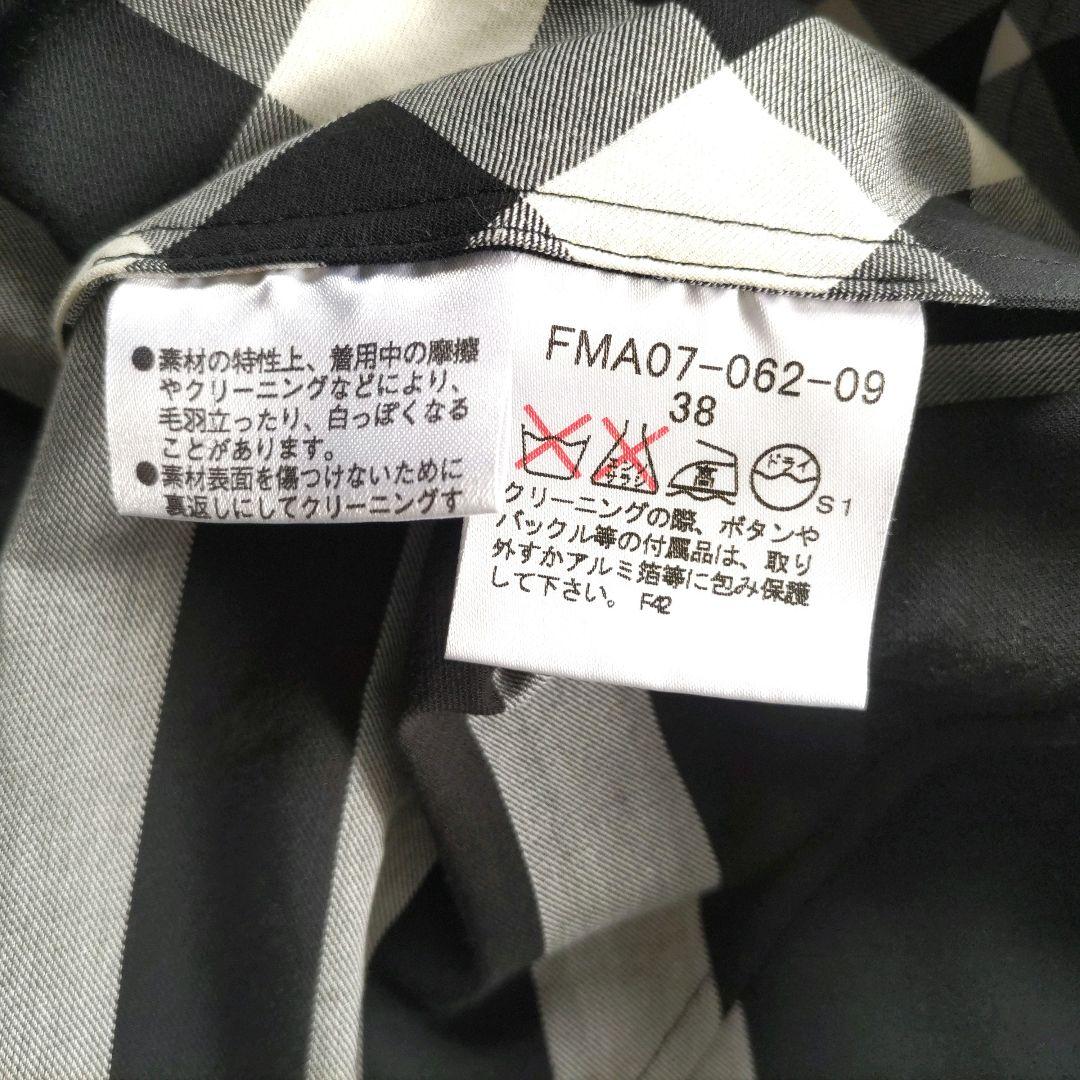 ●素材の特性上、着用中の摩擦
やクリーニングなどにより、
毛羽立ったり、白っぽくなる
ことがあります。
●素材表面を傷つけないために
裏返しにしてクリーニングす
FMA07-062-09
38
エンソ
サラシ
高
ドライ
S1
クリーニングの際、ボタンや
バックル等の付属品は、取り
外すかアルミ箔等に包み保護
して下さい。 F42